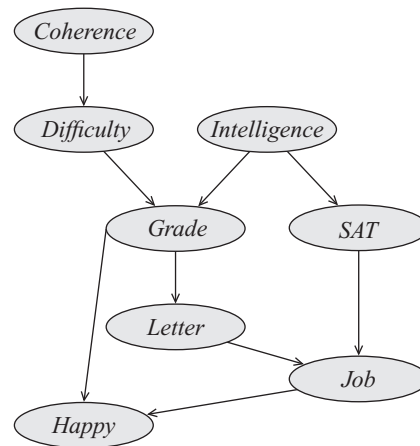 Coherence
Difficulty
Intelligence
Grade
SAT
Letter
Job
Happy